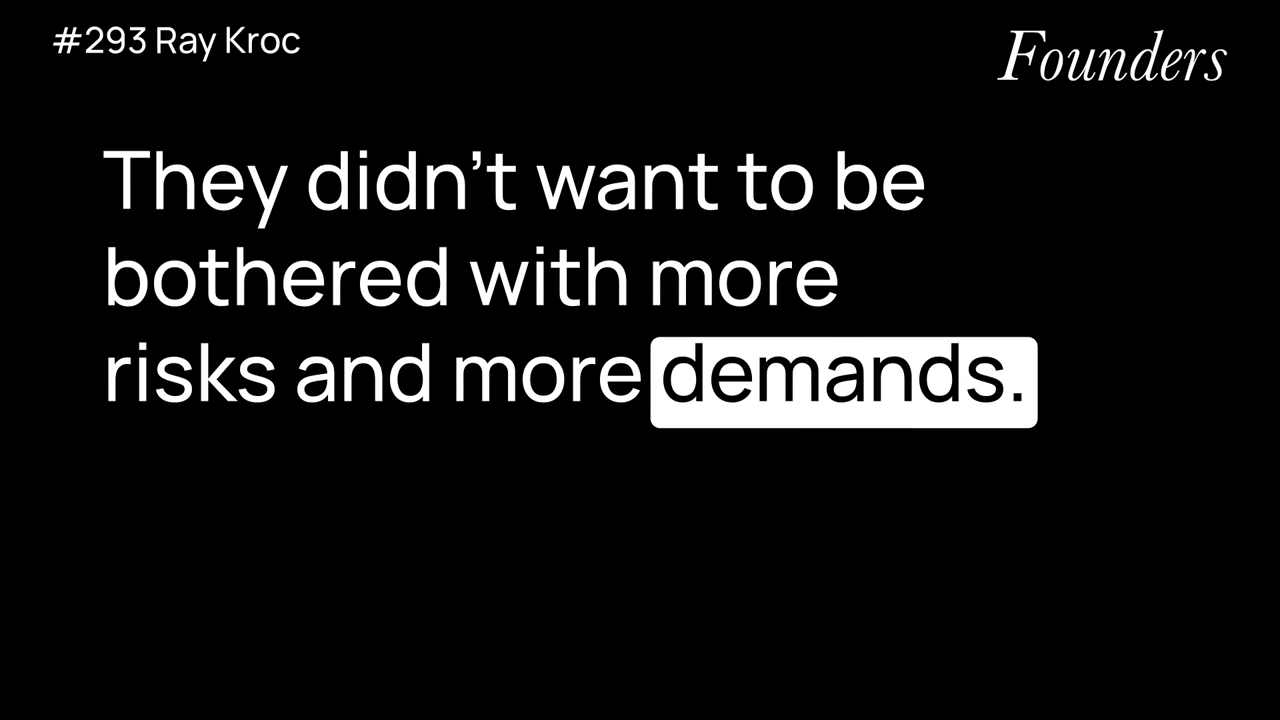 #293 Ray Kroc
Founders
They didn’t want to be
bothered with more
risks and more demands.